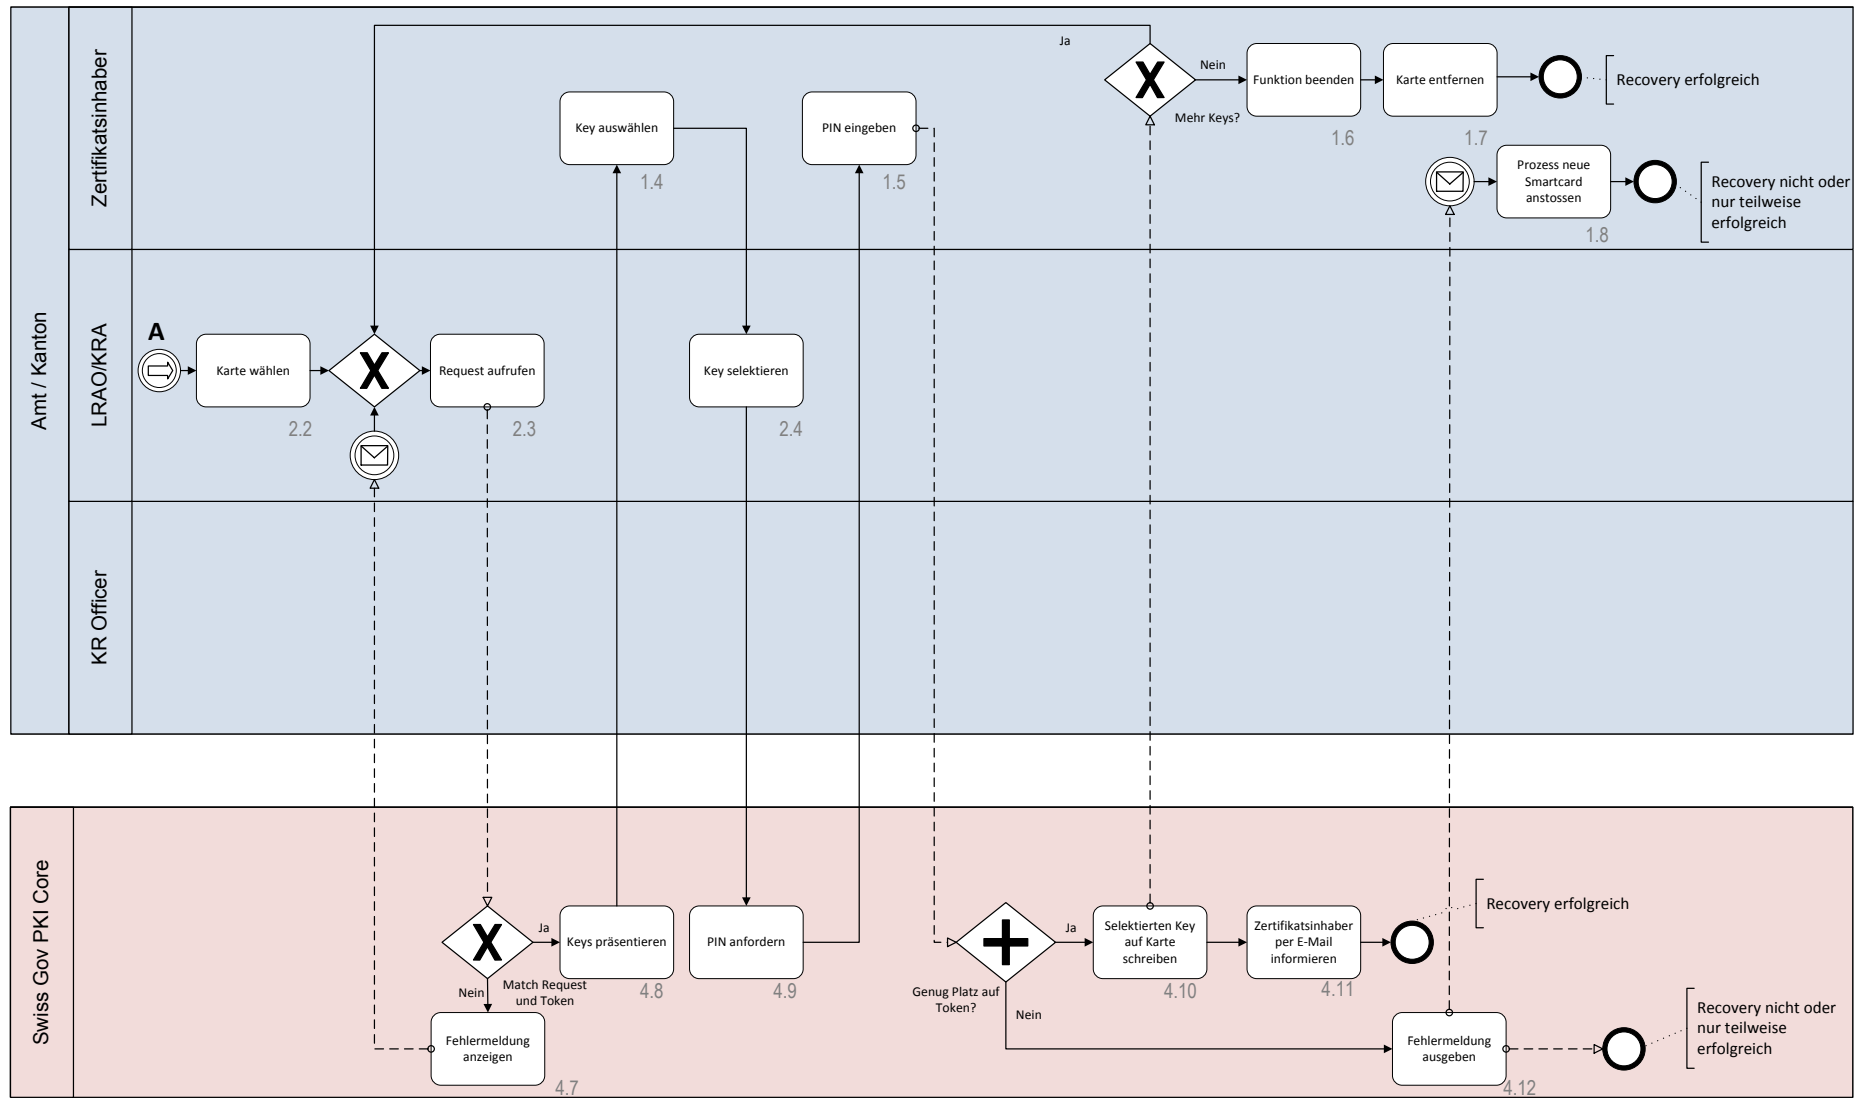 Amt / Kanton
Zertifikatsinhaber
Ja
X
Nein
Mehr Keys?
Funktion beenden
1.6
Karte entfernen
1.7
Recovery erfolgreich
Key auswählen
1.4
PIN eingeben
1.5
Prozess neue
Smartcard
anstossen
1.8
Recovery nicht oder
nur teilweise
erfolgreich
LRAO/KRA
A
Karte wählen
2.2
X
Request aufrufen
2.3
Key selektieren
2.4
KR Officer
Swiss Gov PKI Core
X
Ja
Nein
Match Request
und Token
Keys präsentieren
4.8
PIN anfordern
4.9
Fehlermeldung
anzeigen
4.7
Genug Platz auf
Token?
Ja
Nein
Selektierten Key
auf Karte
schreiben
4.10
Zertifikatsinhaber
per E-Mail
informieren
4.11
Recovery erfolgreich
Fehlermeldung
ausgeben
4.12
Recovery nicht oder
nur teilweise
erfolgreich